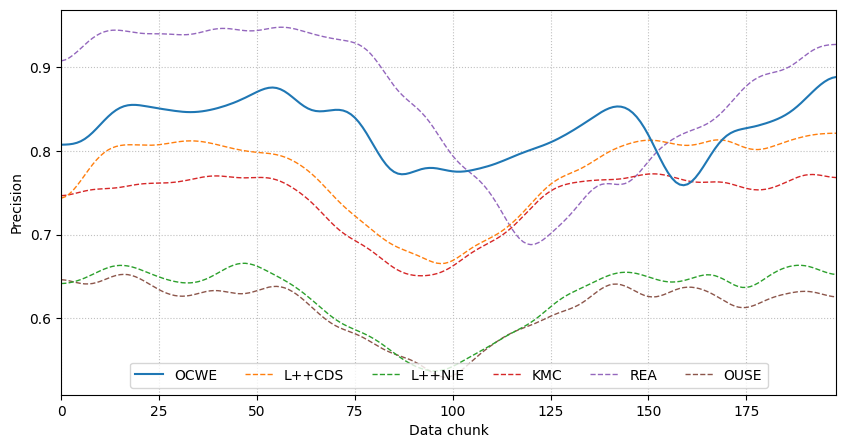 0.9
0.8
0.7
0.6
Precision
OCWE L++CDS L++NIE KMC REA OUSE
0 25 50 75 100 125 150 175
Data chunk